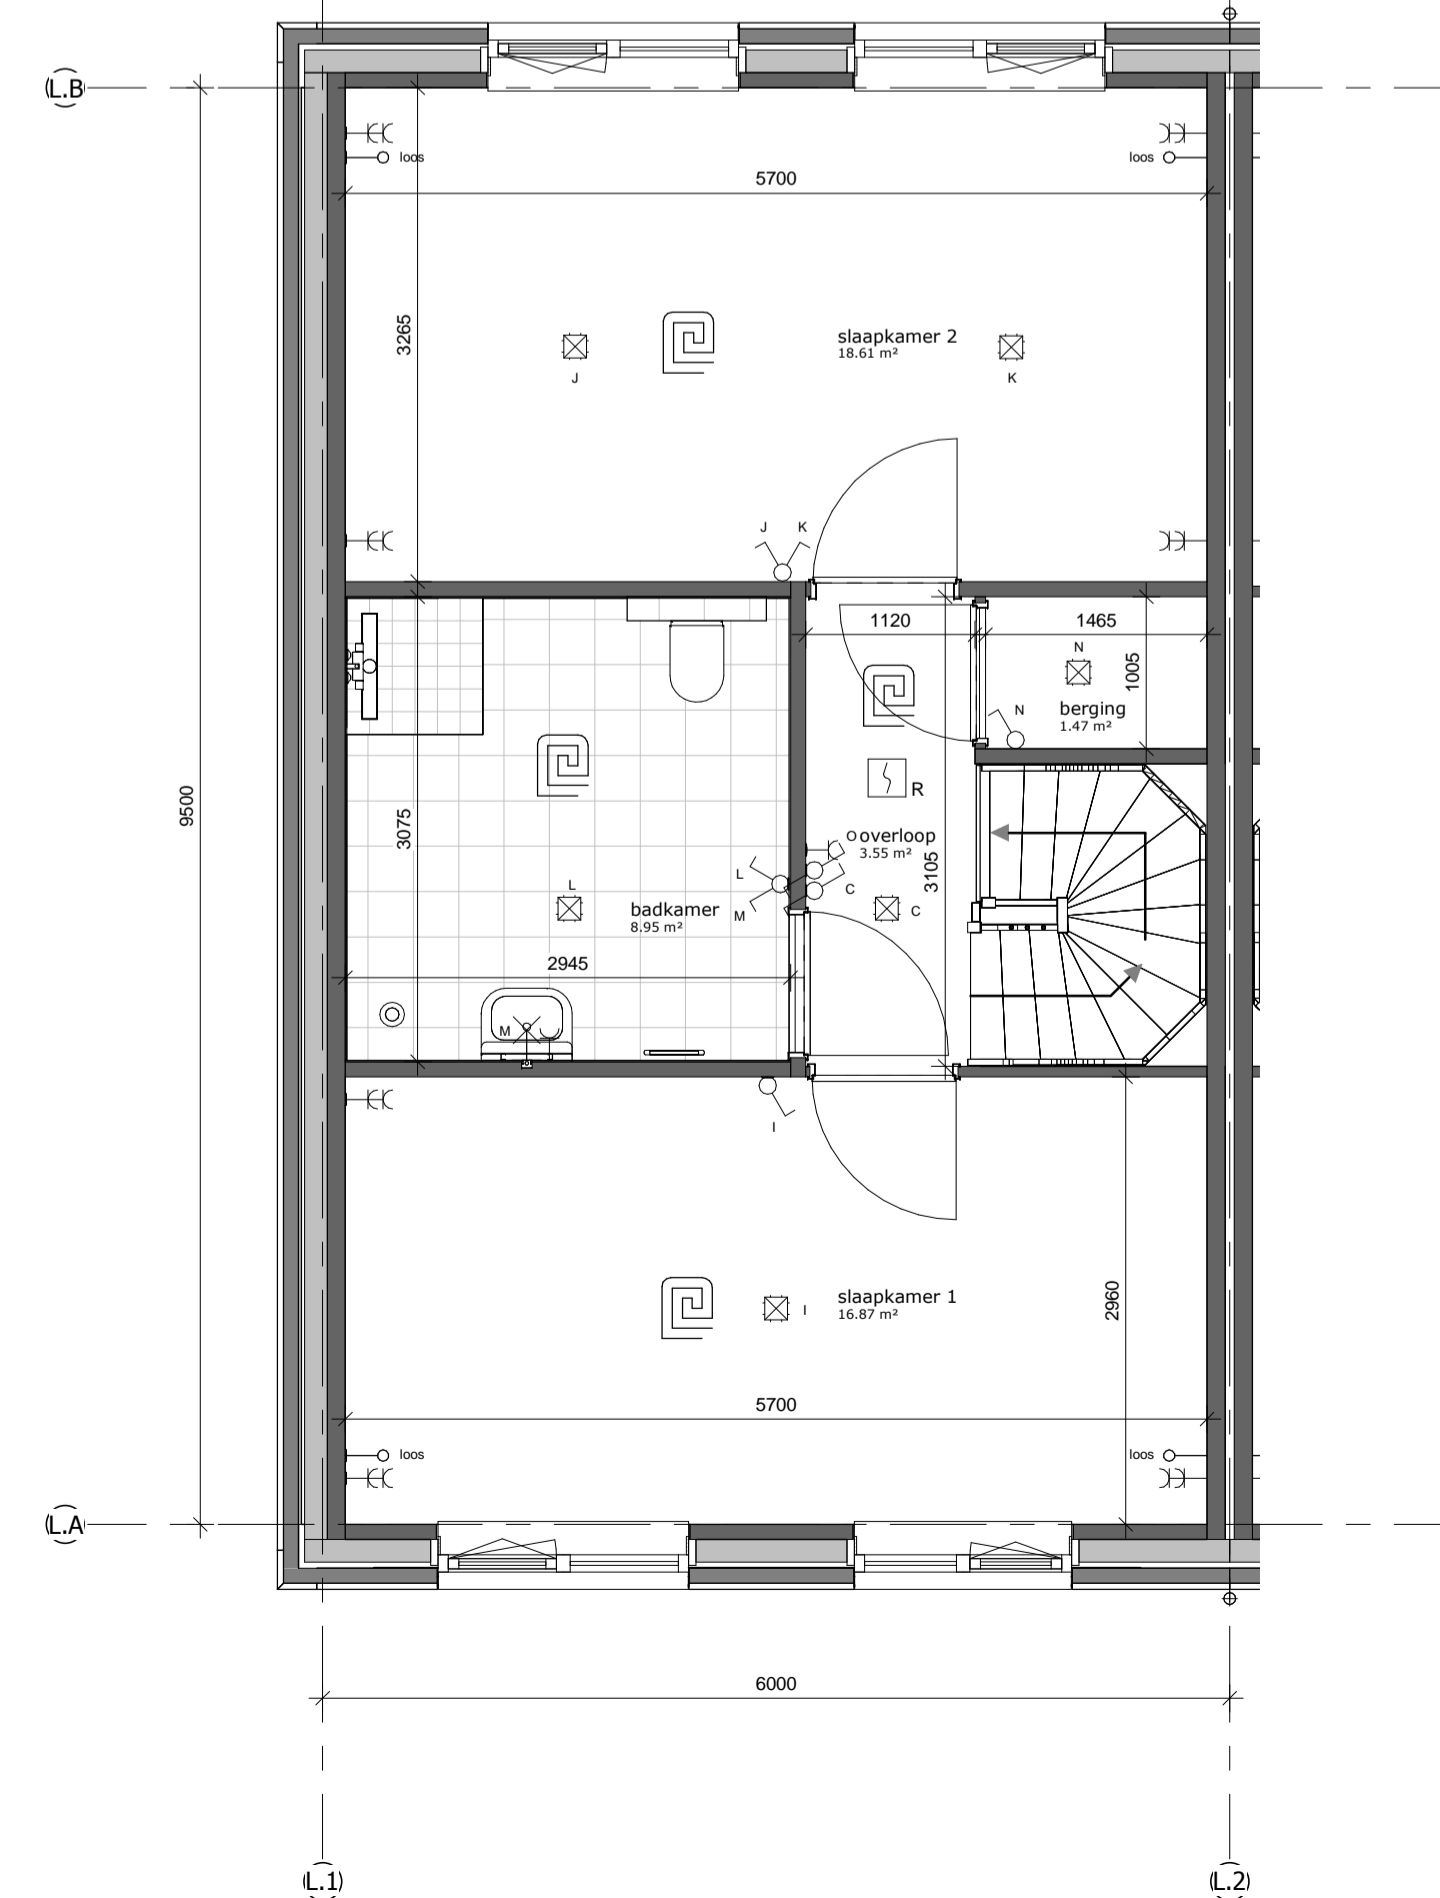 L.B
loos
loos
5700
3265
slaapkamer 2
18.61 m²
J
K
J
K
1120
1465
N
1005
berging
1.47 m²
N
R
9500
3075
O
overloop
3.55 m²
3105
L
L
C
C
badkamer
8.95 m²
M
2945
M
I
slaapkamer 1
16.87 m²
I
2960
5700
loos
loos
L.A
6000
L.1
L.2